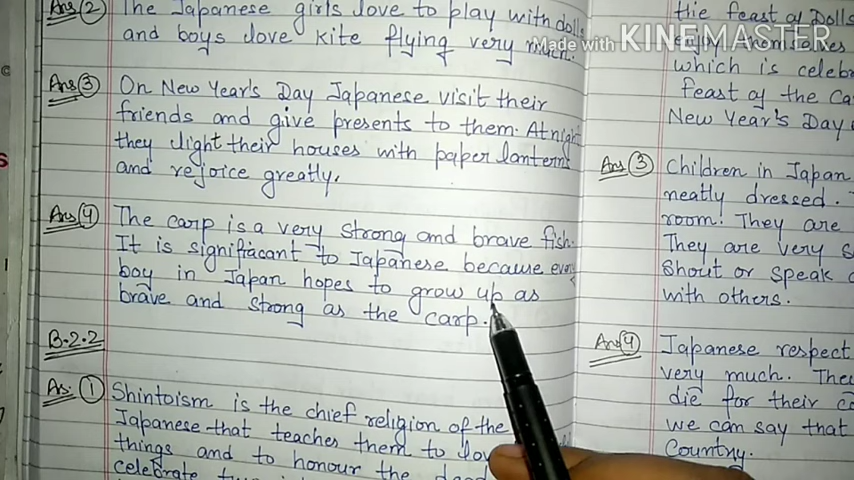 Ans② The Japanese girls love to play with dolls
and boys love kite flying very much.
Made with KINEMASTER
Ans③ On New Year's Day Japanese visit their
friends and give presents to them. At night
they light their houses with paper lanterns
and rejoice greatly.
Ans④ The carp is a very strong and brave fish.
It is signifacant to Japanese because every
boy in Japan hopes to grow up as
brave and strong as the carp.
B.2.2
Ans① Shintoism is the chief religion of the
Japanese that teaches them to
things and to honour the dead
celebrate
the feast of Dolls
which is
feast of the
New Year's Day
Ans③ Children in Japan
neatly dressed.
room. They are
They are very
shout or speak
with others.
Ans④ Japanese respect
very much.
die for their
we can say that
Country.